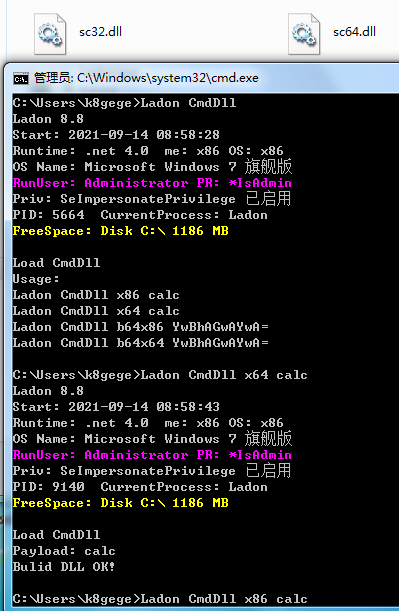 sc32.dll
sc64.dll
管理员: C:\Windows\system32\cmd.exe
C:\Users\k8gege>Ladon CmdDll
Ladon 8.8
Start: 2021-09-14 08:58:28
Runtime: .net 4.0  me: x86 OS: x86
OS Name: Microsoft Windows 7 旗舰版
RunUser: Administrator PR: *IsAdmin
Priv: SeImpersonatePrivilege 已启用
PID: 5664  CurrentProcess: Ladon
FreeSpace: Disk C:\ 1186 MB
Load CmdDll
Usage:
Ladon CmdDll x86 calc
Ladon CmdDll x64 calc
Ladon CmdDll b64x86 YwBhAGwAYwA=
Ladon CmdDll b64x64 YwBhAGwAYwA=
C:\Users\k8gege>Ladon CmdDll x64 calc
Ladon 8.8
Start: 2021-09-14 08:58:43
Runtime: .net 4.0  me: x86 OS: x86
OS Name: Microsoft Windows 7 旗舰版
RunUser: Administrator PR: *IsAdmin
Priv: SeImpersonatePrivilege 已启用
PID: 9140  CurrentProcess: Ladon
FreeSpace: Disk C:\ 1186 MB
Load CmdDll
Payload: calc
Bulid DLL OK!
C:\Users\k8gege>Ladon CmdDll x86 calc